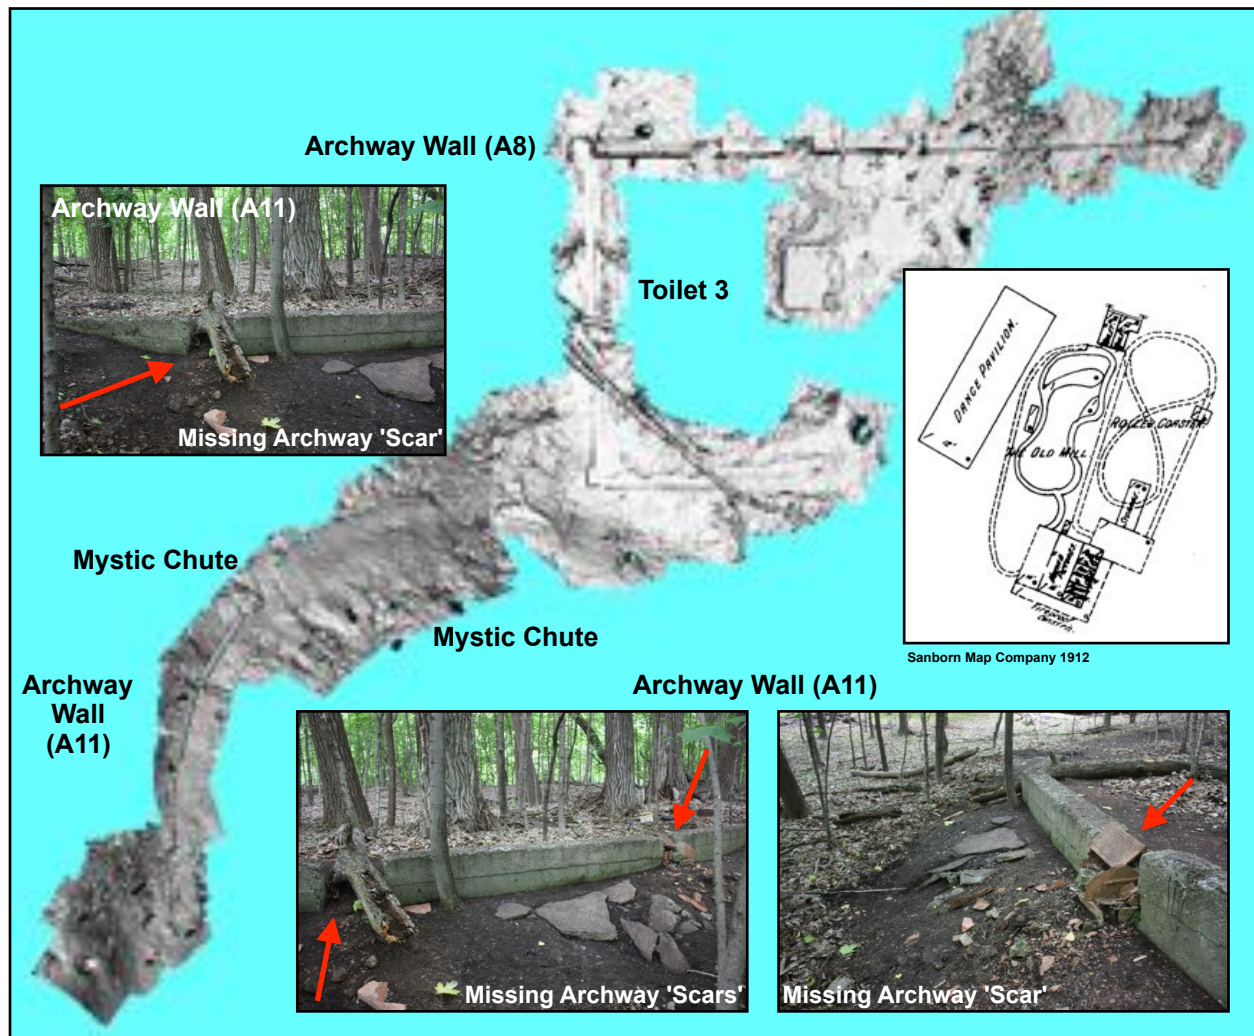 Archway Wall (A8)
Archway Wall (A11)
Missing Archway 'Scar'
Toilet 3
DANCE PAVILION.
THE OLD MILL
ROLLER COASTER
Sanborn Map Company 1912
Mystic Chute
Mystic Chute
Archway
Wall
(A11)
Archway Wall (A11)
Missing Archway 'Scars'
Missing Archway 'Scar'